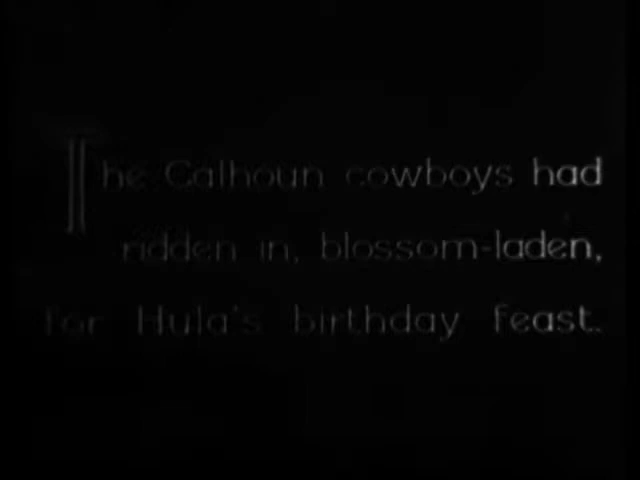 The Calhoun cowboys had
ridden in, blossom-laden,
for Hula's birthday feast.